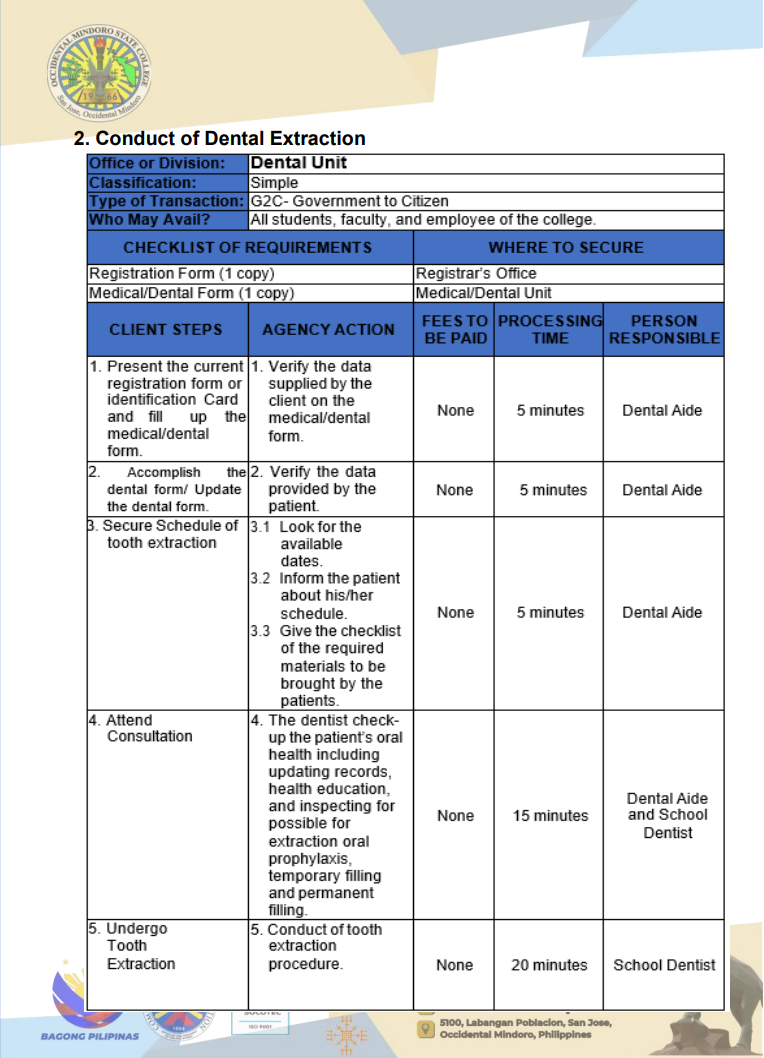 OCCIDENTAL MINDORO STATE COLLEGE
1966
San Jose, Occidental Mindoro
2. Conduct of Dental Extraction
Office or Division: Dental Unit
Classification: Simple
Type of Transaction: G2C- Government to Citizen
Who May Avail? All students, faculty, and employee of the college.
CHECKLIST OF REQUIREMENTS WHERE TO SECURE
Registration Form (1 copy) Registrar's Office
Medical/Dental Form (1 copy) Medical/Dental Unit
CLIENT STEPS
AGENCY ACTION
FEES TO
BE PAID
PROCESSING
TIME
PERSON
RESPONSIBLE
1. Present the current
registration form or
identification Card
and fill up the
medical/dental
form.
1. Verify the data
supplied by the
client on the
medical/dental
form.
None
5 minutes
Dental Aide
2. Accomplish the
dental form/ Update
the dental form.
2. Verify the data
provided by the
patient.
None
5 minutes
Dental Aide
3. Secure Schedule of
tooth extraction
3.1 Look for the
available
dates.
3.2 Inform the patient
about his/her
schedule.
3.3 Give the checklist
of the required
materials to be
brought by the
patients.
None
5 minutes
Dental Aide
4. Attend
Consultation
4. The dentist check-
up the patient's oral
health including
updating records,
health education,
and inspecting for
possible for
extraction oral
prophylaxis,
temporary filling
and permanent
filling.
None
15 minutes
Dental Aide
and School
Dentist
5. Undergo
Tooth
Extraction
5. Conduct of tooth
extraction
procedure.
None
20 minutes
School Dentist
BAGONG PILIPINAS
SOCOTEC
ISO 9001
5100, Labangan Poblacion, San Jose,
Occidental Mindoro, Philippines